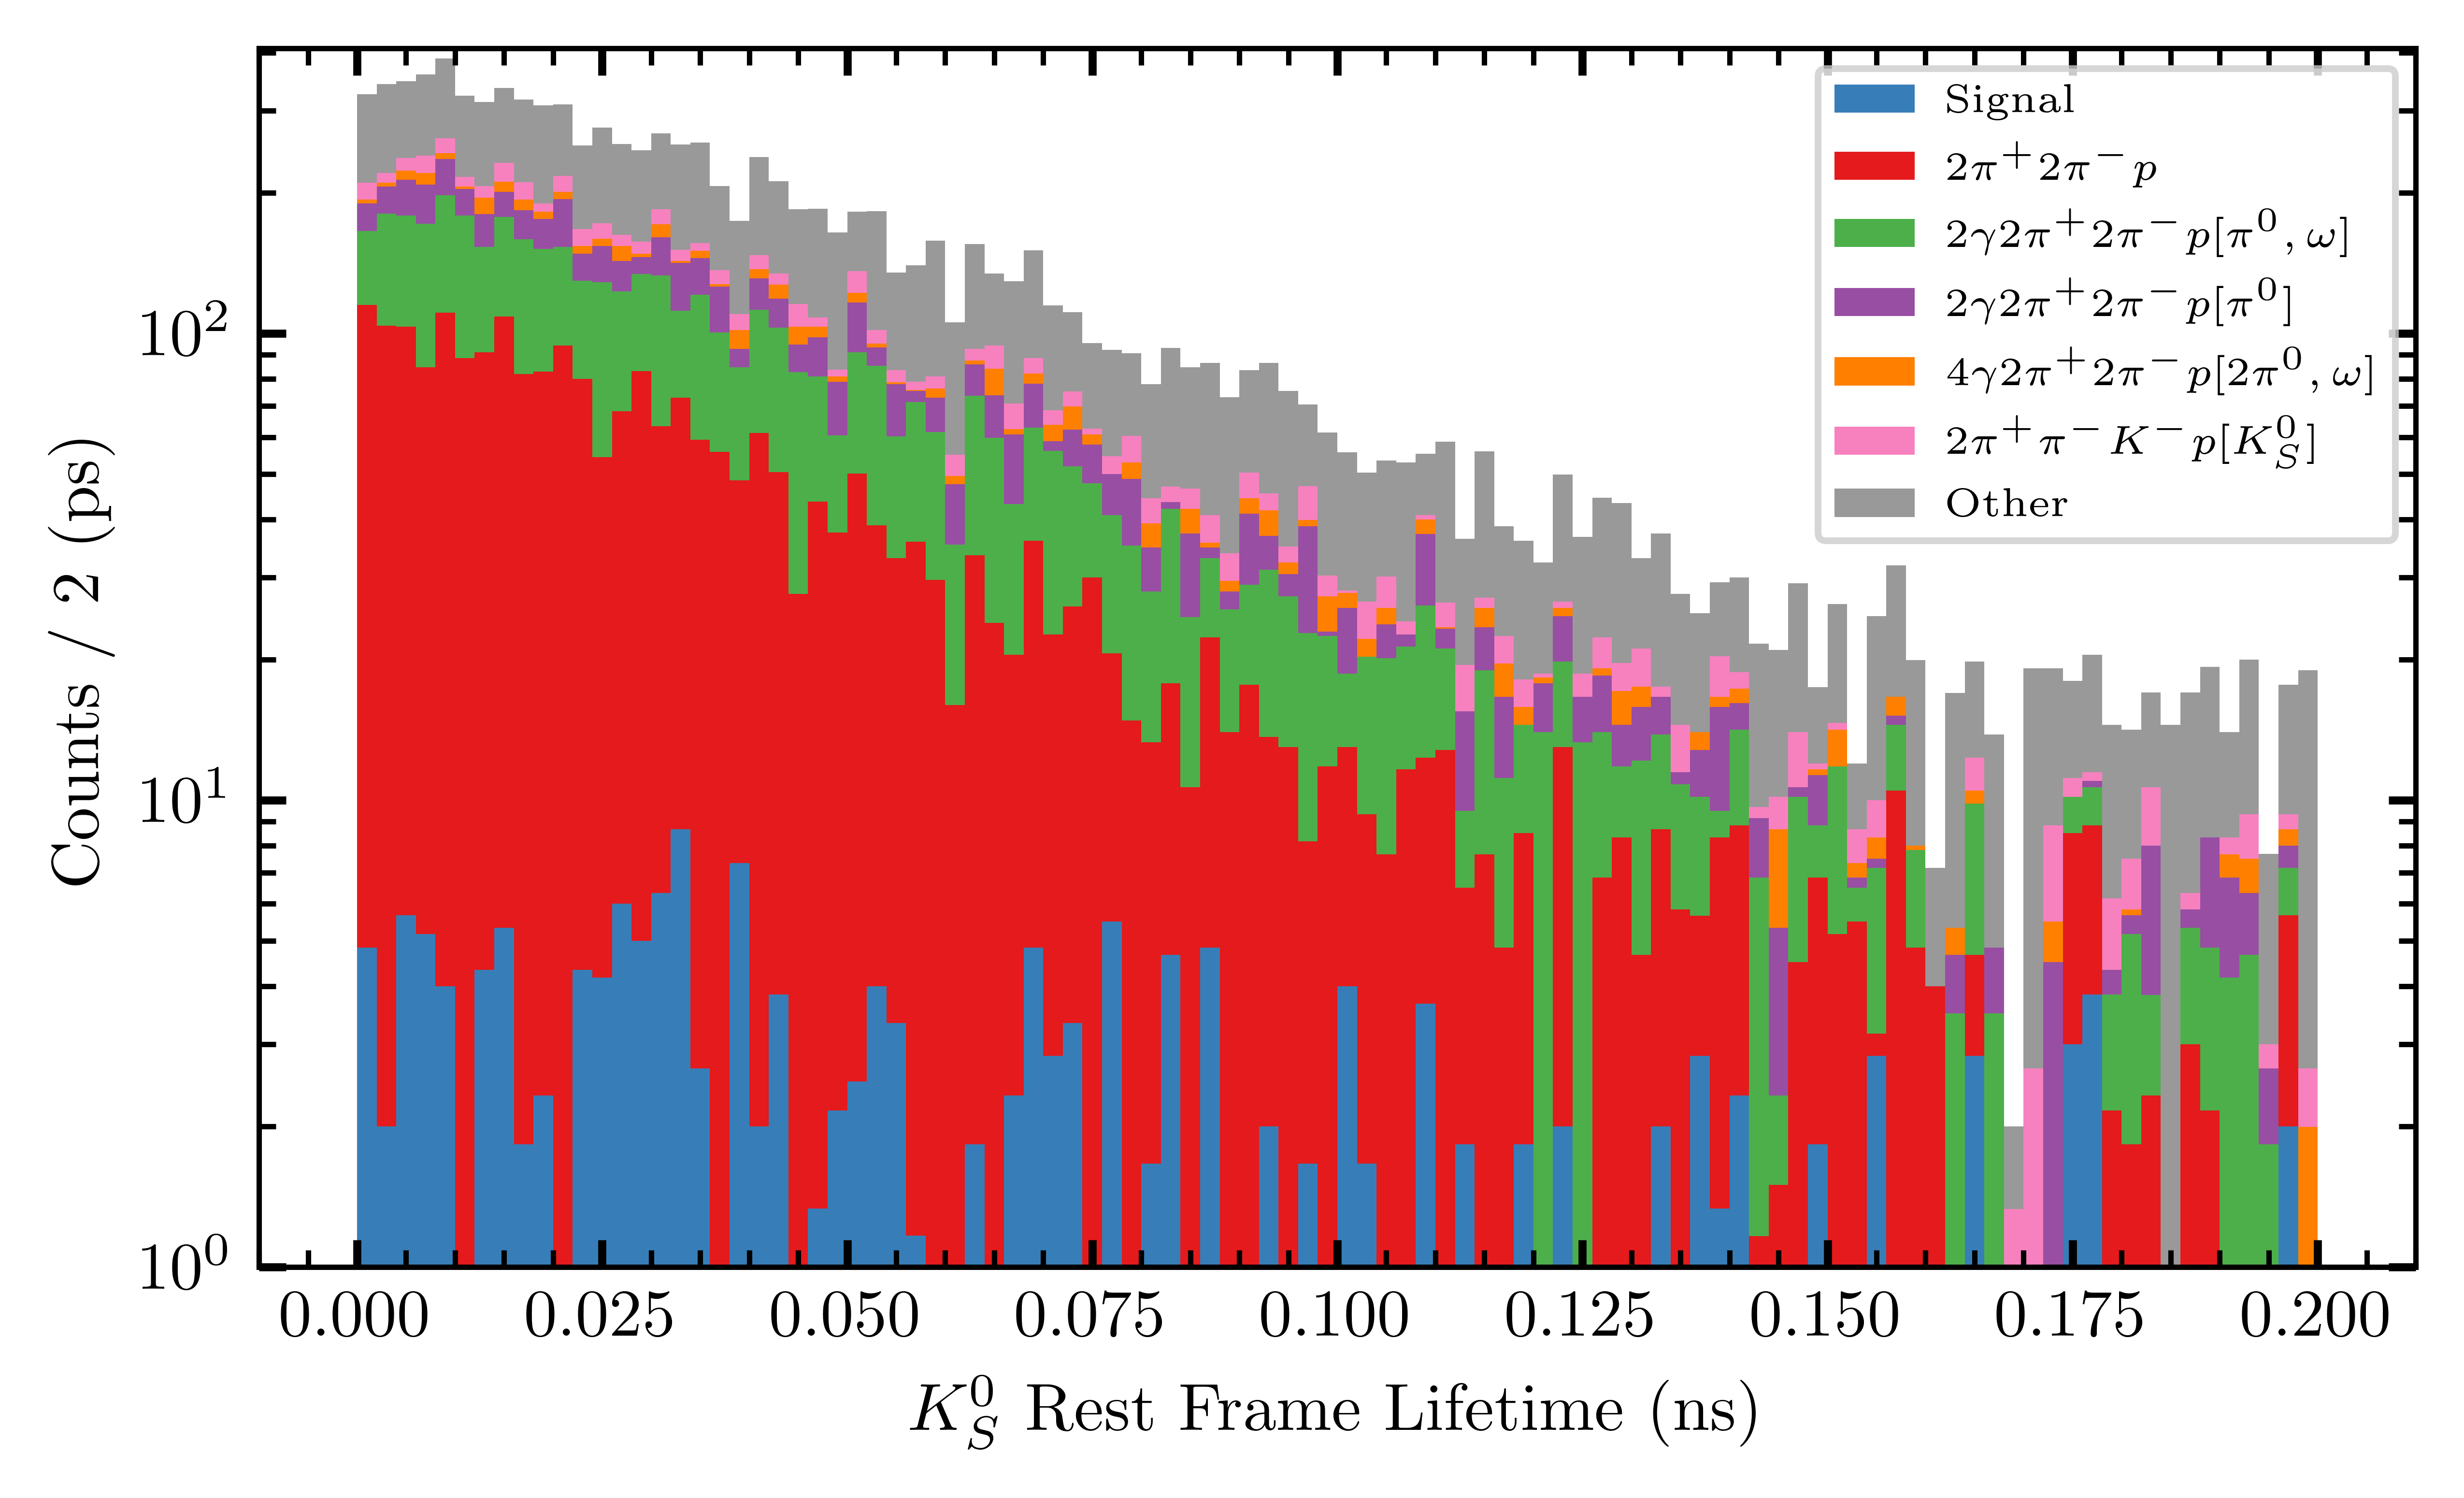 Signal
2π⁺2π⁻p
2γ2π⁺2π⁻p[π⁰, ω]
2γ2π⁺2π⁻p[π⁰]
4γ2π⁺2π⁻p[2π⁰, ω]
2π⁺π⁻K⁻p[K⁰_S]
Other
Counts / 2 (ps)
10²
10¹
10⁰
0.000 0.025 0.050 0.075 0.100 0.125 0.150 0.175 0.200
K⁰_S Rest Frame Lifetime (ns)